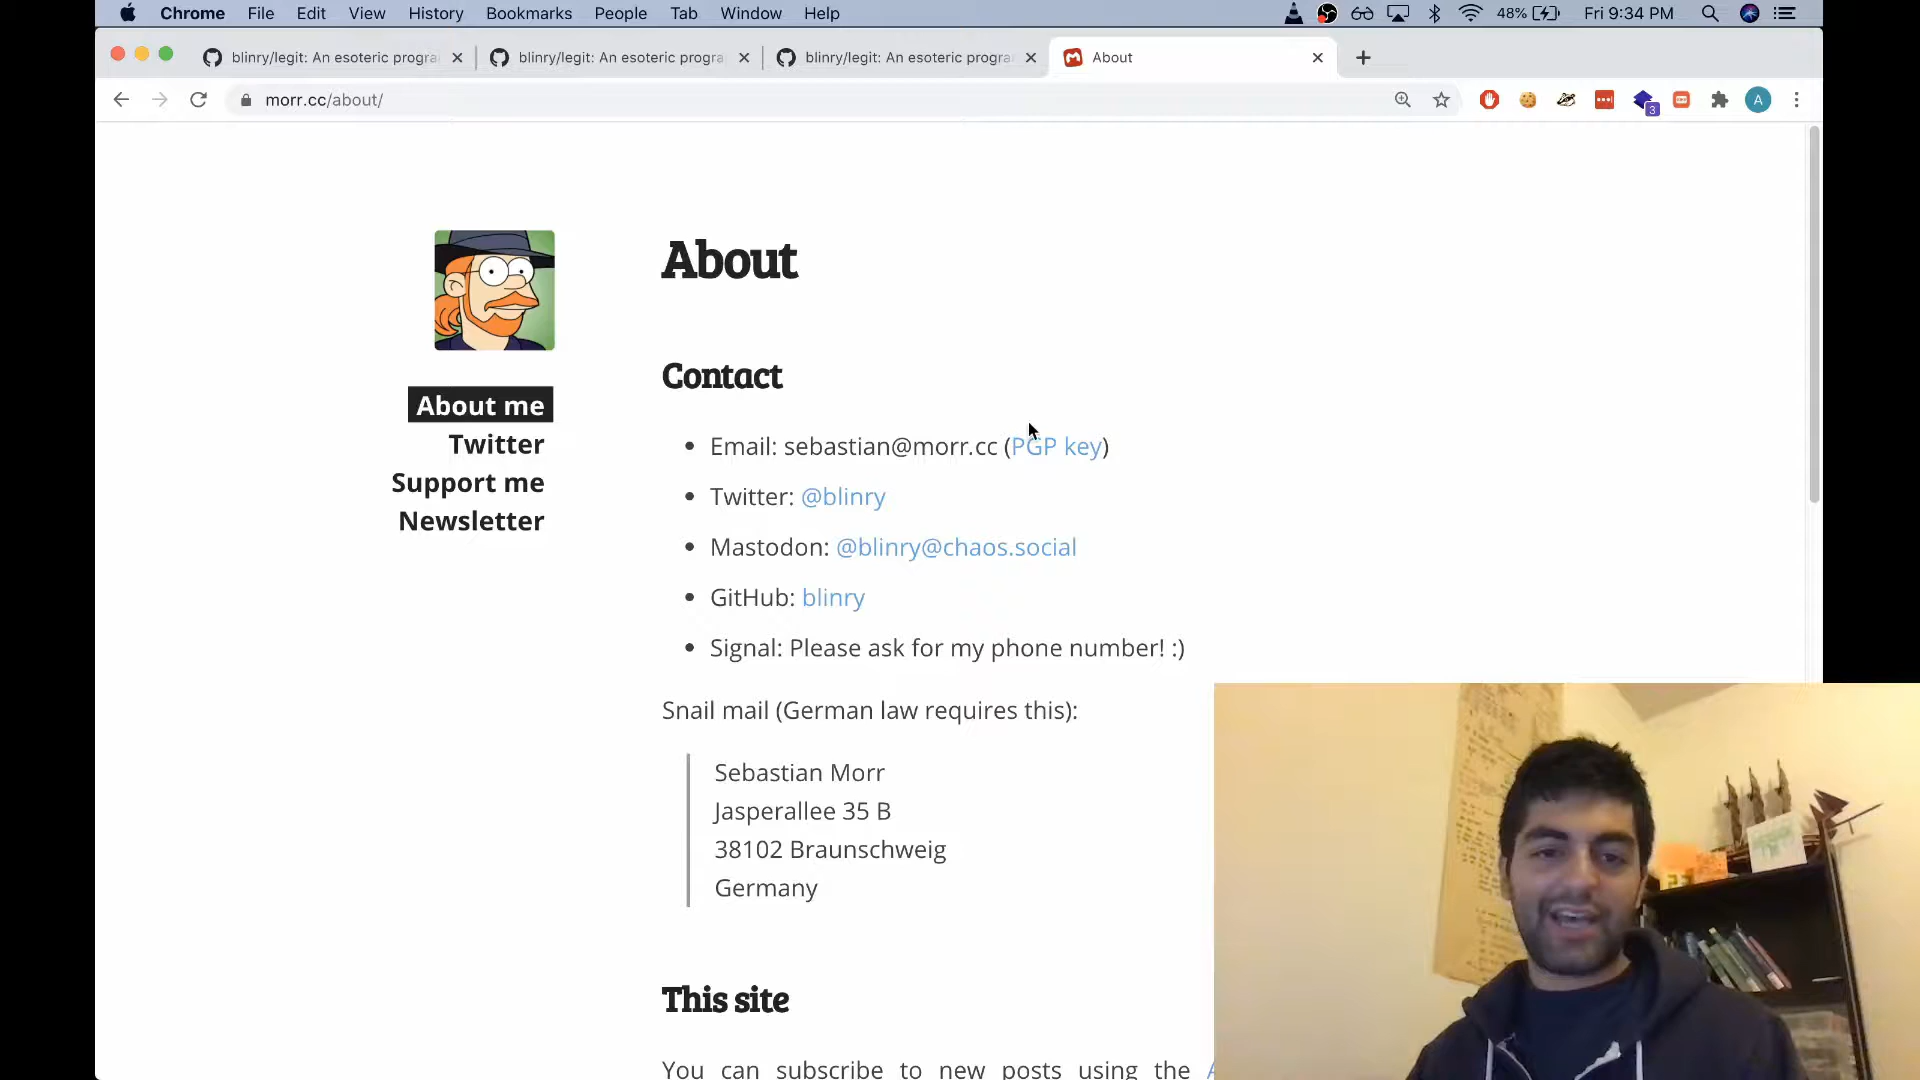 Chrome File Edit View History Bookmarks People Tab Window Help 48% Fri 9:34 PM
blinry/legit: An esoteric progra blinry/legit: An esoteric progra blinry/legit: An esoteric progra About
morr.cc/about/ 3 A
About
Contact
About me
Twitter
Support me
Newsletter
• Email: sebastian@morr.cc (PGP key)
• Twitter: @blinry
• Mastodon: @blinry@chaos.social
• GitHub: blinry
• Signal: Please ask for my phone number! :)
Snail mail (German law requires this):
Sebastian Morr
Jasperallee 35 B
38102 Braunschweig
Germany
This site
You can subscribe to new posts using the